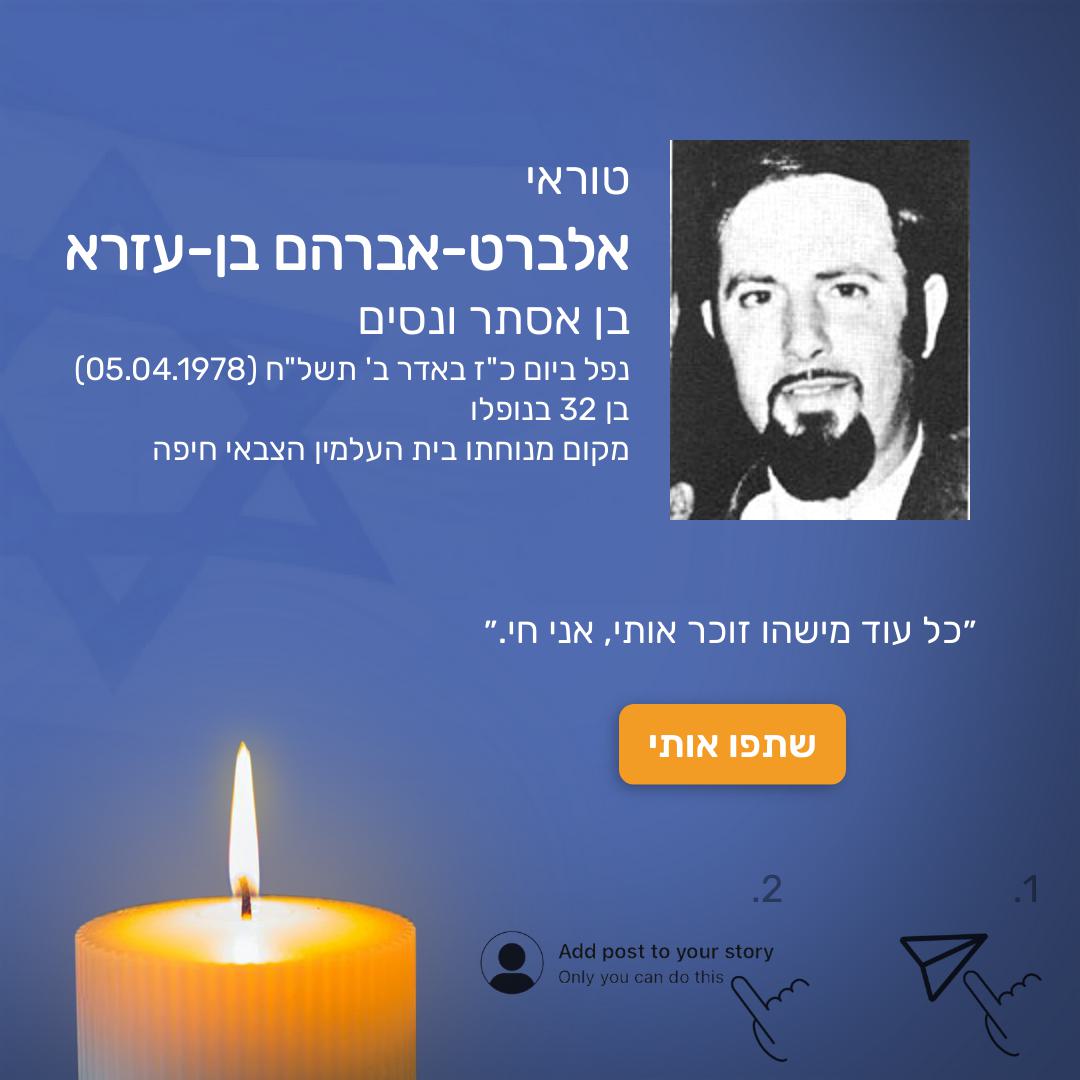 טוראי
אלברט-אברהם בן-עזרא
בן אסתר ונסים
נפל ביום כ"ז באדר ב' תשל"ח (05.04.1978)
בן 32 בנופלו
מקום מנוחתו בית העלמין הצבאי חיפה
״כל עוד מישהו זוכר אותי, אני חי.״
שתפו אותי
.1
.2
Add post to your story
Only you can do this